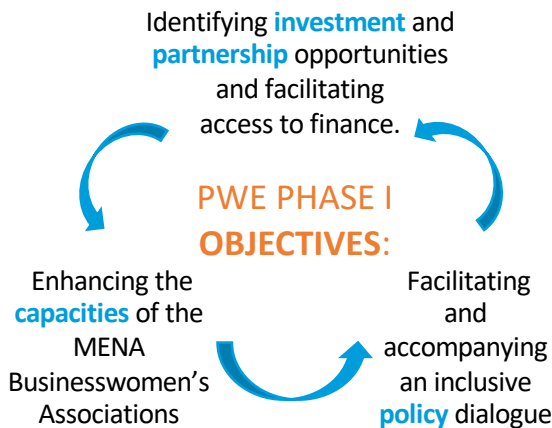 Identifying investment and
partnership opportunities
and facilitating
access to finance.
PWE PHASE I
OBJECTIVES:
Enhancing the
capacities of the
MENA
Businesswomen’s
Associations
Facilitating
and
accompanying
an inclusive
policy dialogue